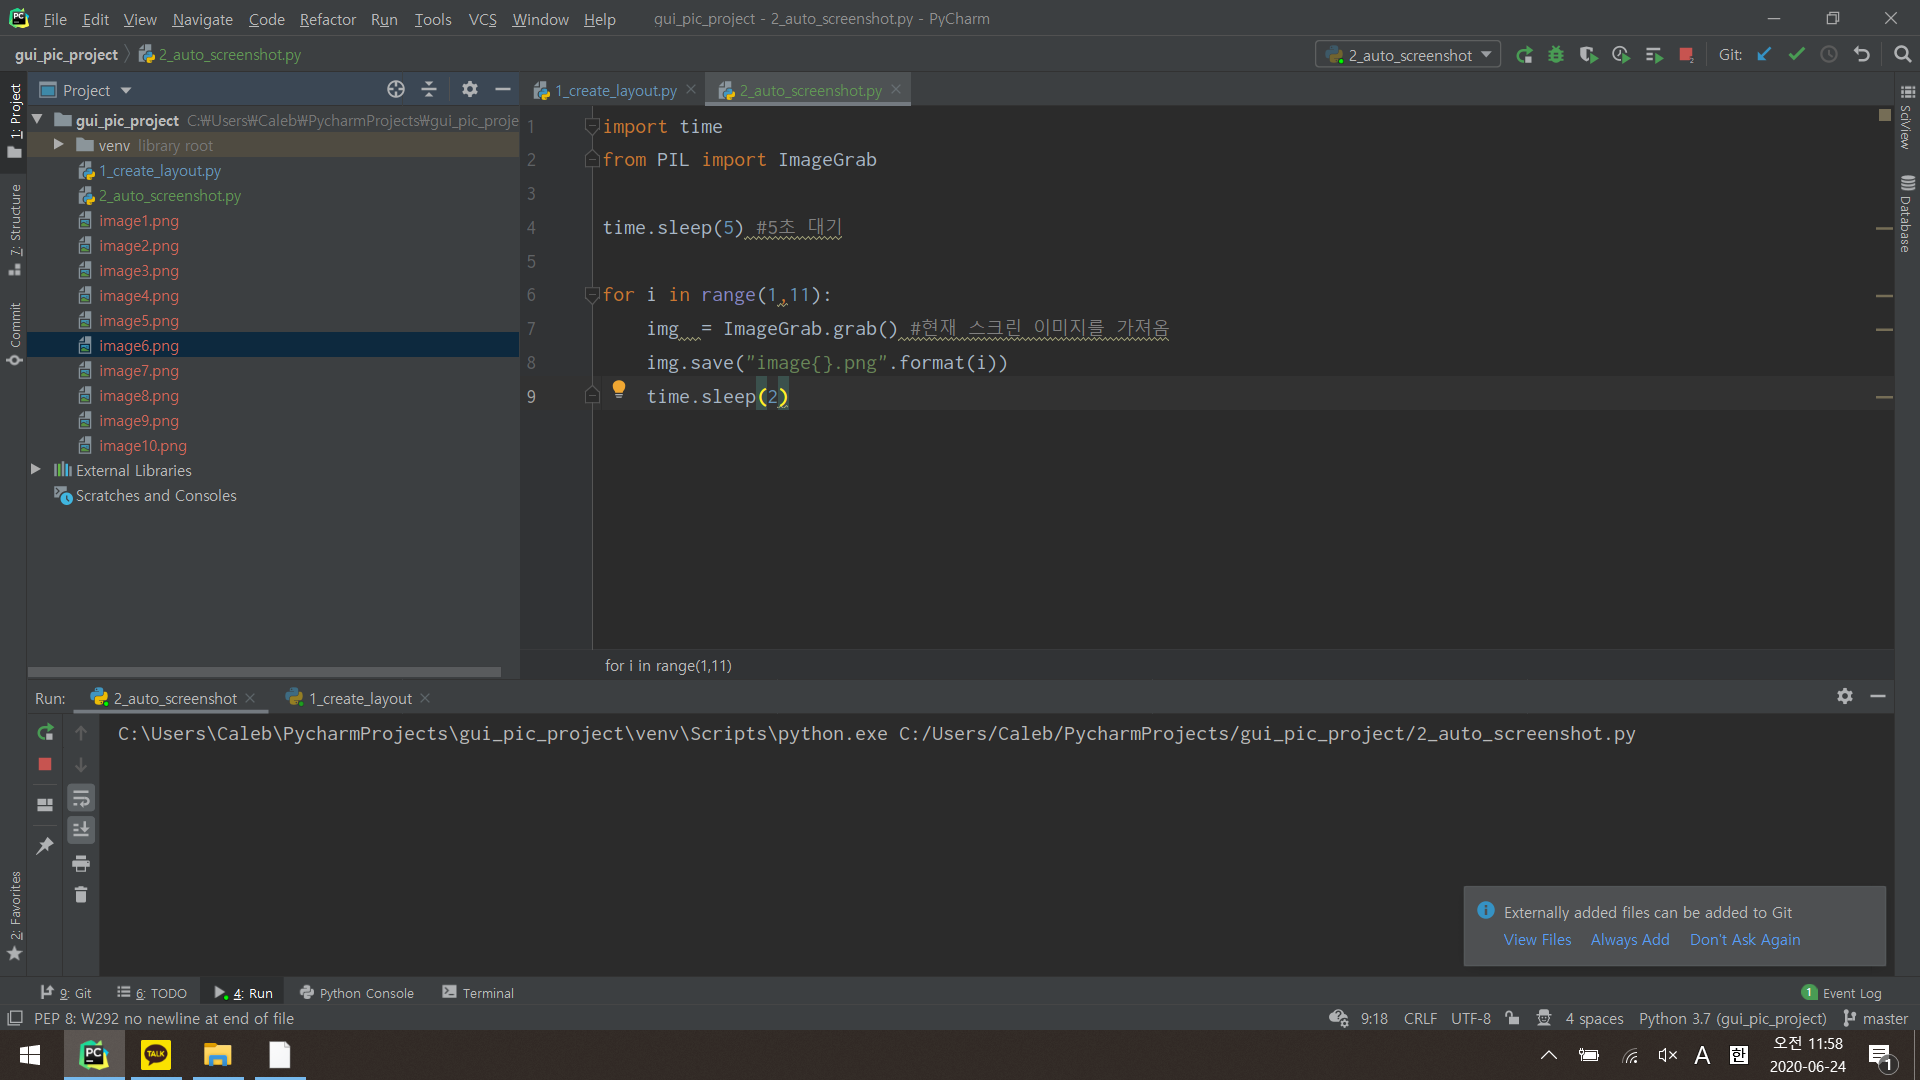 File Edit View Navigate Code Refactor Run Tools VCS Window Help gui_pic_project - 2_auto_screenshot.py - PyCharm
gui_pic_project 2_auto_screenshot.py 2_auto_screenshot Git:
1: Project
7: Structure
Commit
2: Favorites
SciView
Database
Project
gui_pic_project C:₩Users₩Caleb₩PycharmProjects₩gui_pic_proje
venv library root
1_create_layout.py
2_auto_screenshot.py
image1.png
image2.png
image3.png
image4.png
image5.png
image6.png
image7.png
image8.png
image9.png
image10.png
External Libraries
Scratches and Consoles
1_create_layout.py 2_auto_screenshot.py
1 import time
2 from PIL import ImageGrab
3
4 time.sleep(5) #5초 대기
5
6 for i in range(1,11):
7 img = ImageGrab.grab() #현재 스크린 이미지를 가져옴
8 img.save("image{}.png".format(i))
9 time.sleep(2)
for i in range(1,11)
Run: 2_auto_screenshot 1_create_layout
C:\Users\Caleb\PycharmProjects\gui_pic_project\venv\Scripts\python.exe C:/Users/Caleb/PycharmProjects/gui_pic_project/2_auto_screenshot.py
Externally added files can be added to Git
View Files Always Add Don't Ask Again
9: Git 6: TODO 4: Run Python Console Terminal 1 Event Log
PEP 8: W292 no newline at end of file 9:18 CRLF UTF-8 4 spaces Python 3.7 (gui_pic_project) master
PC TALK A 한 오전 11:58
2020-06-24 1